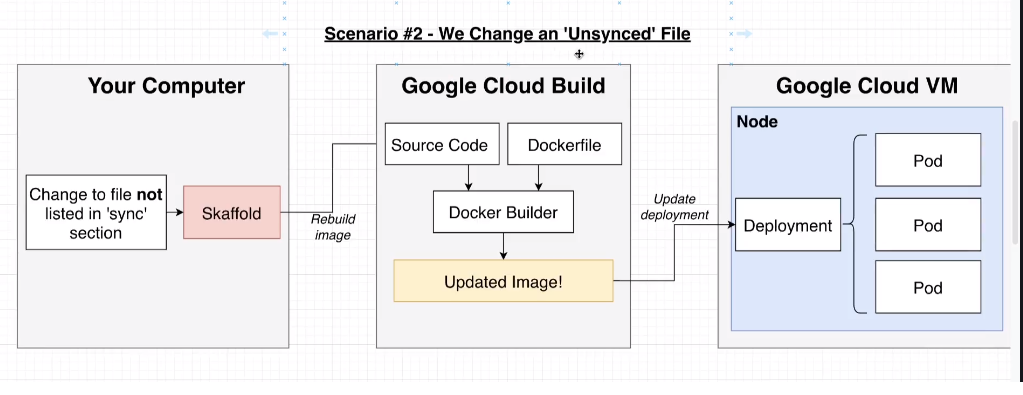 Scenario #2 - We Change an 'Unsynced' File
Your Computer
Change to file not
listed in 'sync'
section
Skaffold
Rebuild
image
Google Cloud Build
Source Code
Dockerfile
Docker Builder
Updated Image!
Update
deployment
Google Cloud VM
Node
Deployment
Pod
Pod
Pod